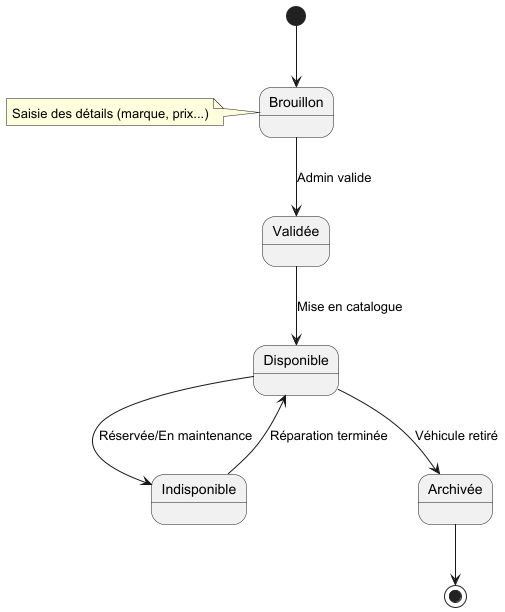 Brouillon
Saisie des détails (marque, prix...)
Admin valide
Validée
Mise en catalogue
Disponible
Réservée/En maintenance
Réparation terminée
Véhicule retiré
Indisponible
Archivée